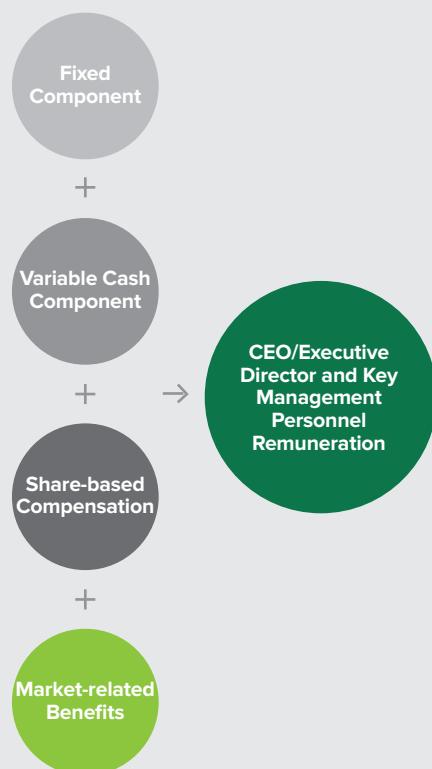 Fixed
Component
+
Variable Cash
Component
+
→
CEO/Executive
Director and Key
Management
Personnel
Remuneration
Share-based
Compensation
+
Market-related
Benefits